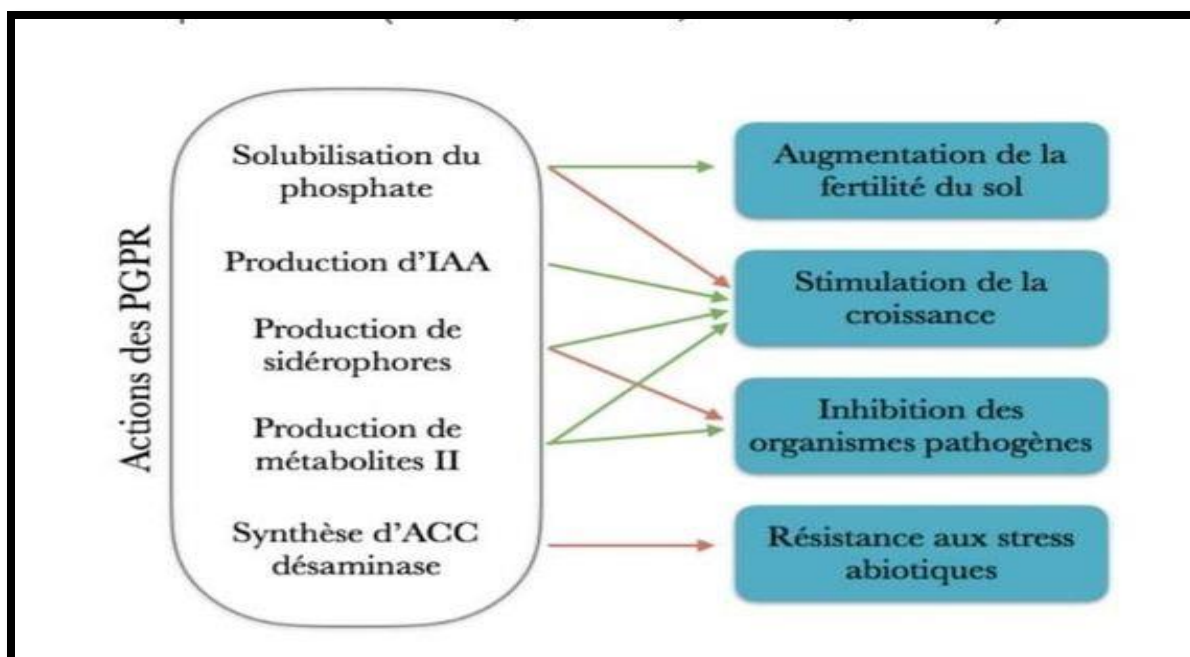 Actions des PGPR
Solubilisation du
phosphate
Production d'IAA
Production de
sidérophores
Production de
métabolites II
Synthèse d'ACC
désaminase
Augmentation de la
fertilité du sol
Stimulation de la
croissance
Inhibition des
organismes pathogènes
Résistance aux stress
abiotiques